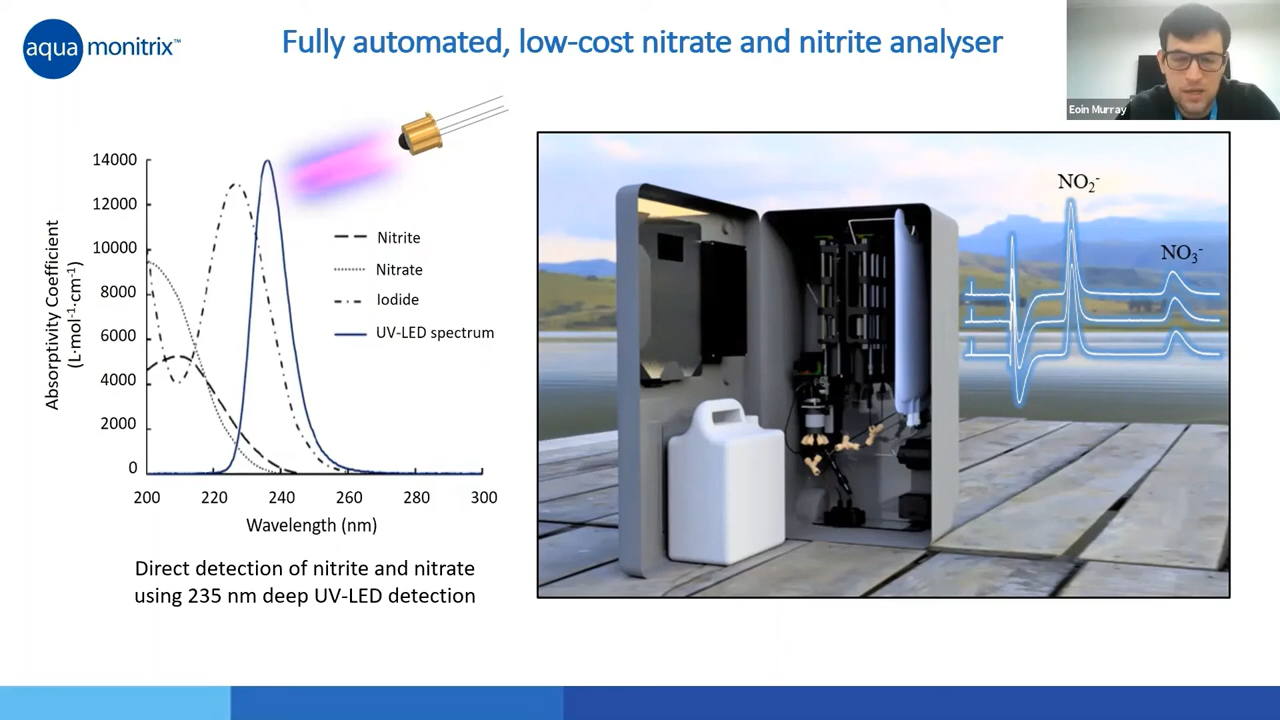 aqua monitrix™
Fully automated, low-cost nitrate and nitrite analyser
Eoin Murray
14000
12000
10000
8000
6000
4000
2000
0
Absorptivity Coefficient
(L·mol⁻¹·cm⁻¹)
200 220 240 260 280 300
Wavelength (nm)
Nitrite
Nitrate
Iodide
UV-LED spectrum
Direct detection of nitrite and nitrate
using 235 nm deep UV-LED detection
NO₂⁻
NO₃⁻